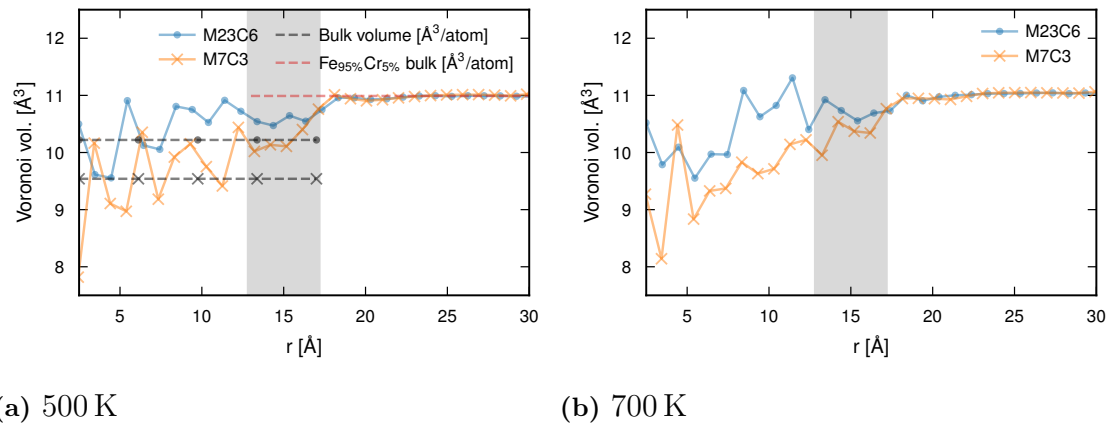 M23C6
M7C3
Bulk volume [Å³/atom]
Fe₉₅%Cr₅% bulk [Å³/atom]
Voronoi vol. [Å³]
12
11
10
9
8
5
10
15
20
25
30
r [Å]
(a) 500 K
M23C6
M7C3
Voronoi vol. [Å³]
12
11
10
9
8
5
10
15
20
25
30
r [Å]
(b) 700 K